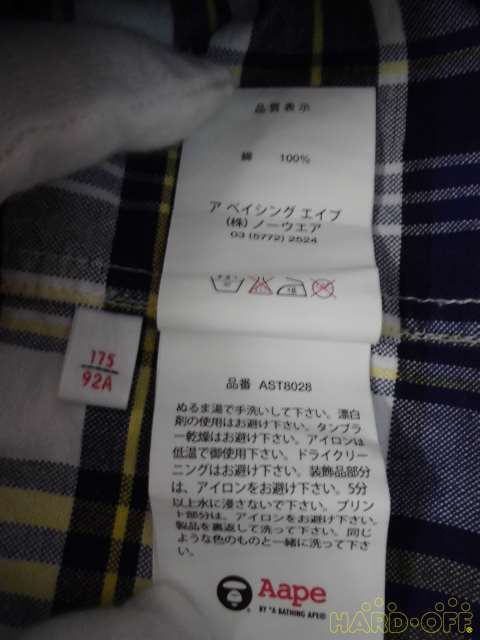 品質表示
綿 100%
ア ベイシング エイプ
(株) ノーウエア
03 (5772) 2524
175
92A
品番 AST8028
ぬるま湯で手洗いして下さい。漂白
剤の使用はお避け下さい。タンブラ
ー乾燥はお避け下さい。アイロンは
低温で御使用下さい。ドライクリー
ニングはお避け下さい。装飾品部分
は、アイロンをお避け下さい。5分
以上水に浸さないで下さい。プリン
ト部分は、アイロンをお避け下さい。
製品を裏返して洗って下さい。同じ
ような色のものと一緒に洗って下さ
い。
Aape
BY *A BATHING APE®
HARD·OFF